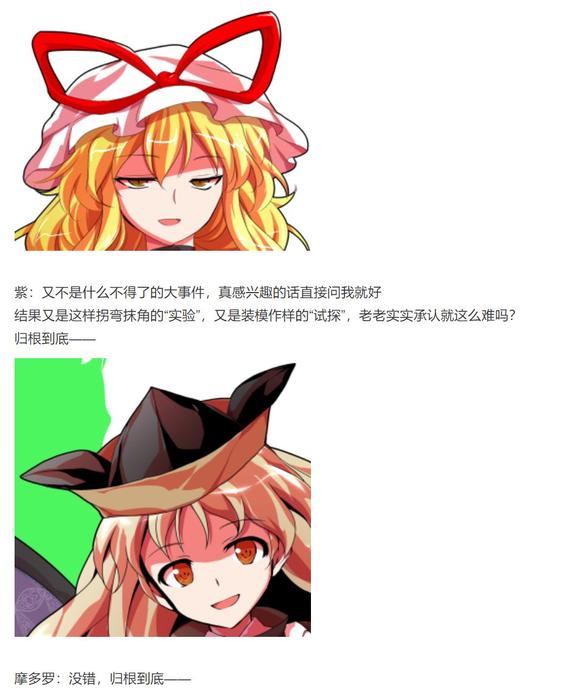 紫：又不是什么不得了的大事件，真感兴趣的话直接问我就好
结果又是这样拐弯抹角的“实验”，又是装模作样的“试探”，老老实实承认就这么难吗？
归根到底——
摩多罗：没错，归根到底——